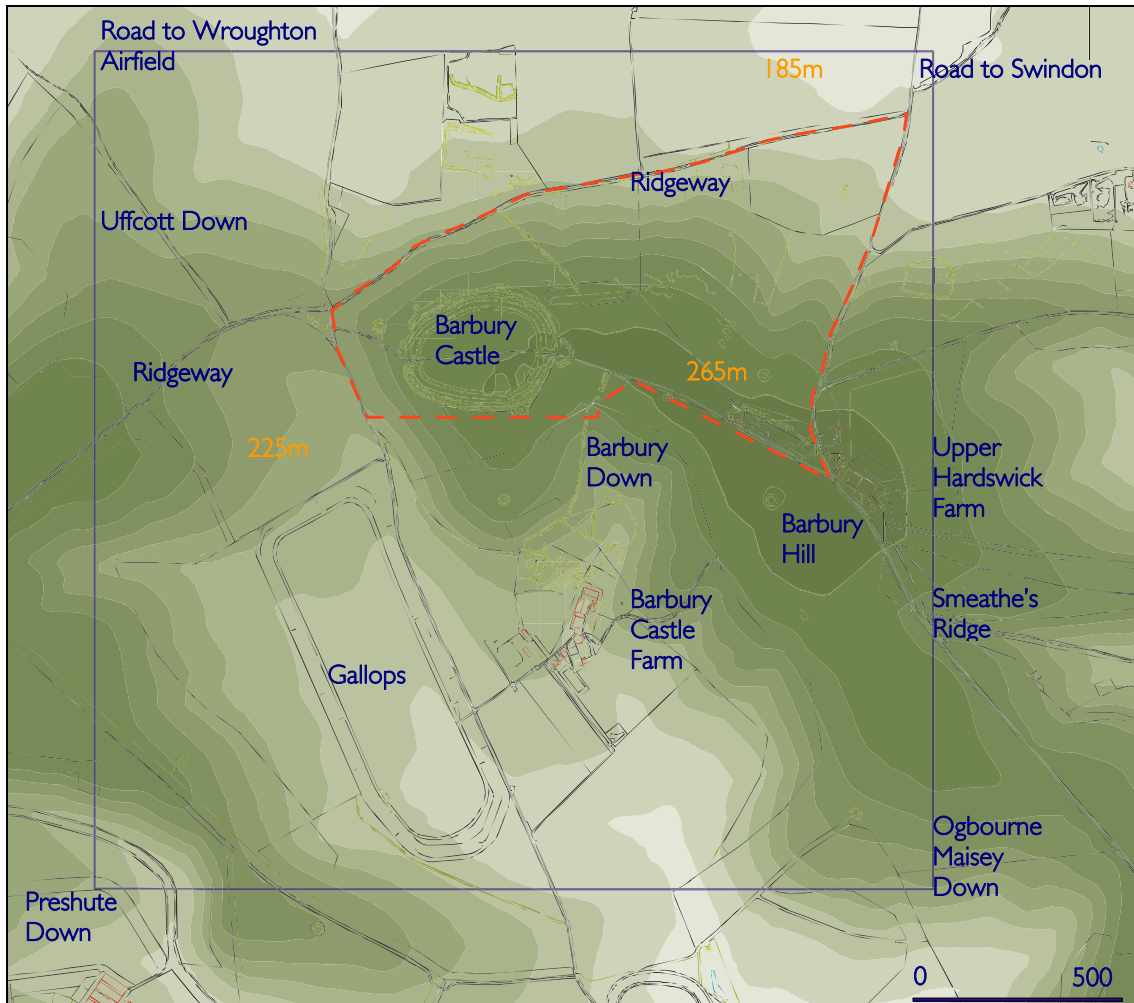 Road to Wroughton
Airfield
185m
Road to Swindon
Ridgeway
Uffcott Down
Barbury
Castle
Ridgeway
265m
225m
Barbury
Down
Upper
Hardswick
Farm
Barbury
Hill
Barbury
Castle
Farm
Smeathe's
Ridge
Gallops
Ogbourne
Maisey
Down
Preshute
Down
0 500